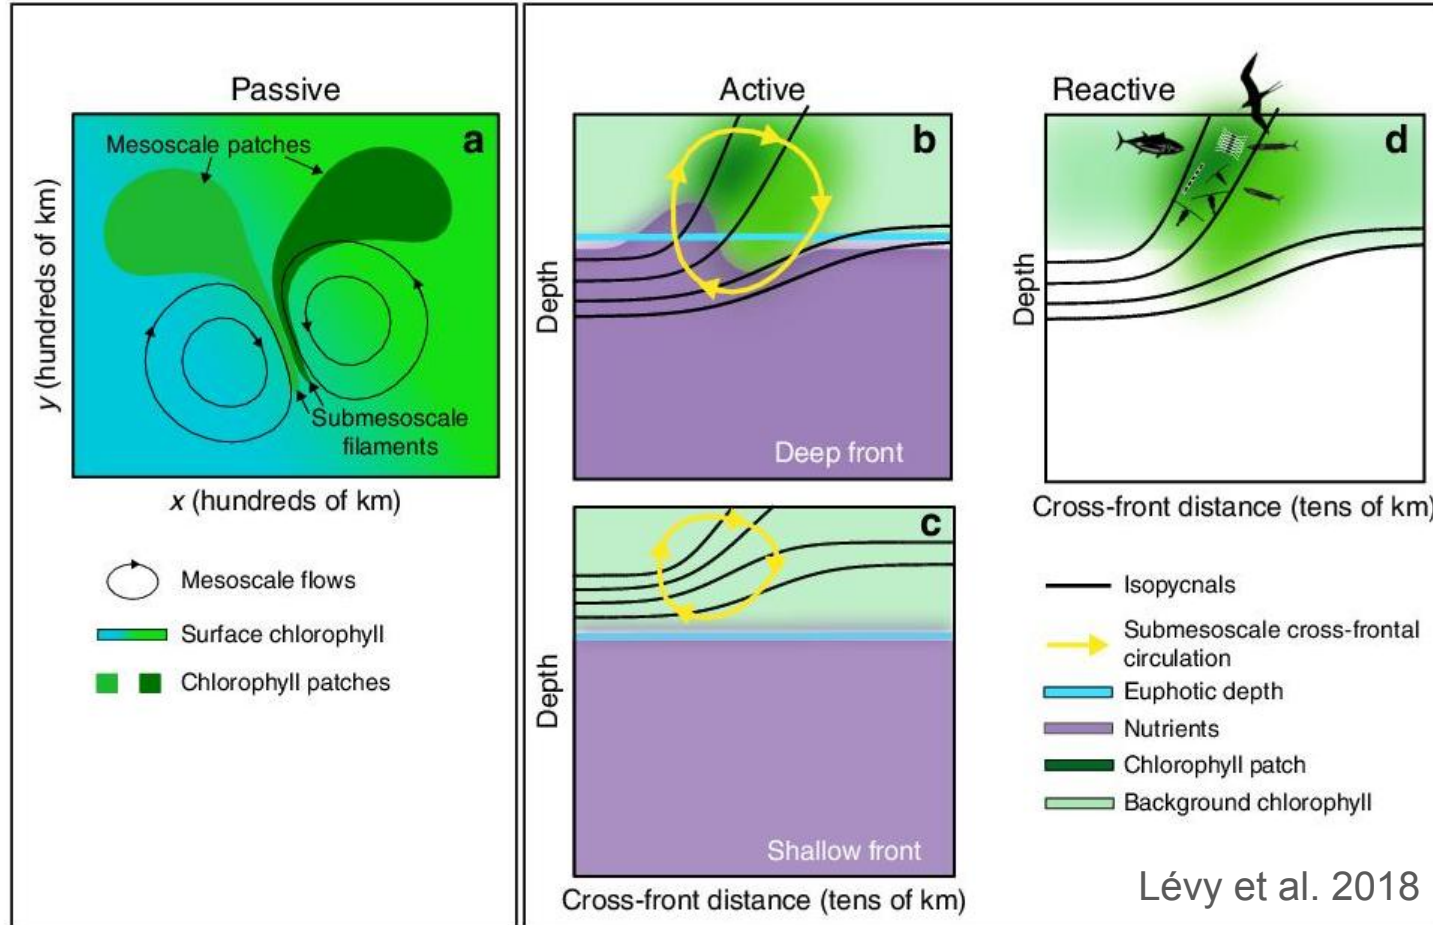 Passive
a
Mesoscale patches
Submesoscale
filaments
y (hundreds of km)
x (hundreds of km)
Mesoscale flows
Surface chlorophyll
Chlorophyll patches
Active
b
Depth
Deep front
c
Depth
Shallow front
Cross-front distance (tens of km)
Reactive
d
Depth
Cross-front distance (tens of km)
Isopycnals
Submesoscale cross-frontal
circulation
Euphotic depth
Nutrients
Chlorophyll patch
Background chlorophyll
Lévy et al. 2018